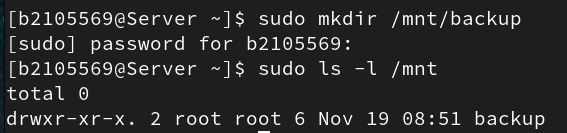 [b2105569@Server ~]$ sudo mkdir /mnt/backup
[sudo] password for b2105569:
[b2105569@Server ~]$ sudo ls -l /mnt
total 0
drwxr-xr-x. 2 root root 6 Nov 19 08:51 backup